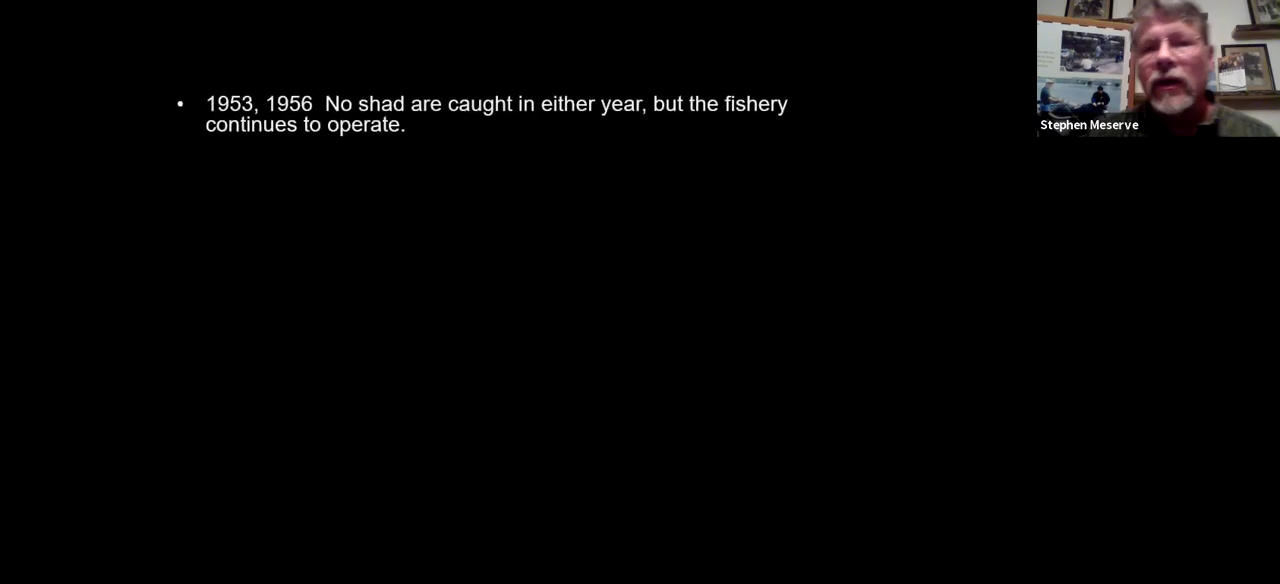 • 1953, 1956  No shad are caught in either year, but the fishery
continues to operate.
Stephen Meserve